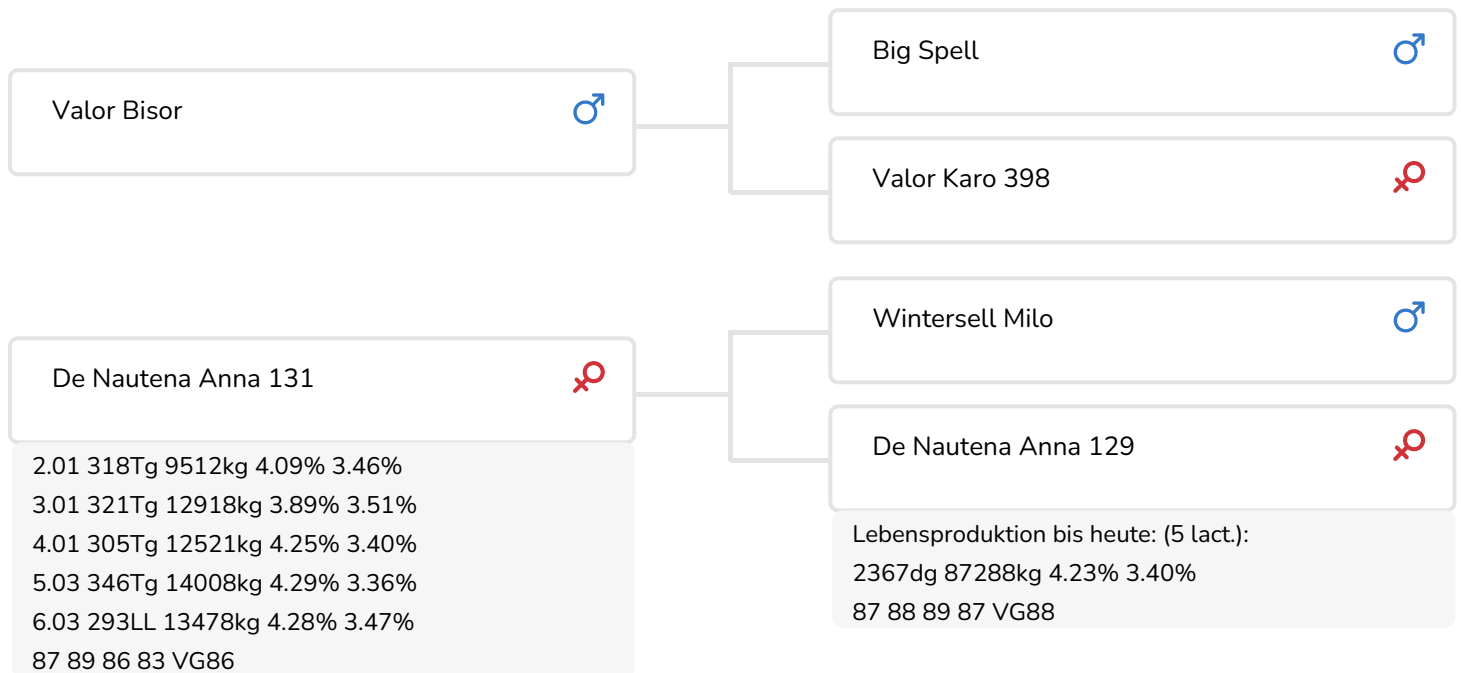 Valor Bisor
Big Spell
Valor Karo 398
De Nautena Anna 131
2.01 318Tg 9512kg 4.09% 3.46%
3.01 321Tg 12918kg 3.89% 3.51%
4.01 305Tg 12521kg 4.25% 3.40%
5.03 346Tg 14008kg 4.29% 3.36%
6.03 293LL 13478kg 4.28% 3.47%
87 89 86 83 VG86
Wintersell Milo
De Nautena Anna 129
Lebensproduktion bis heute: (5 lact.):
2367dg 87288kg 4.23% 3.40%
87 88 89 87 VG88